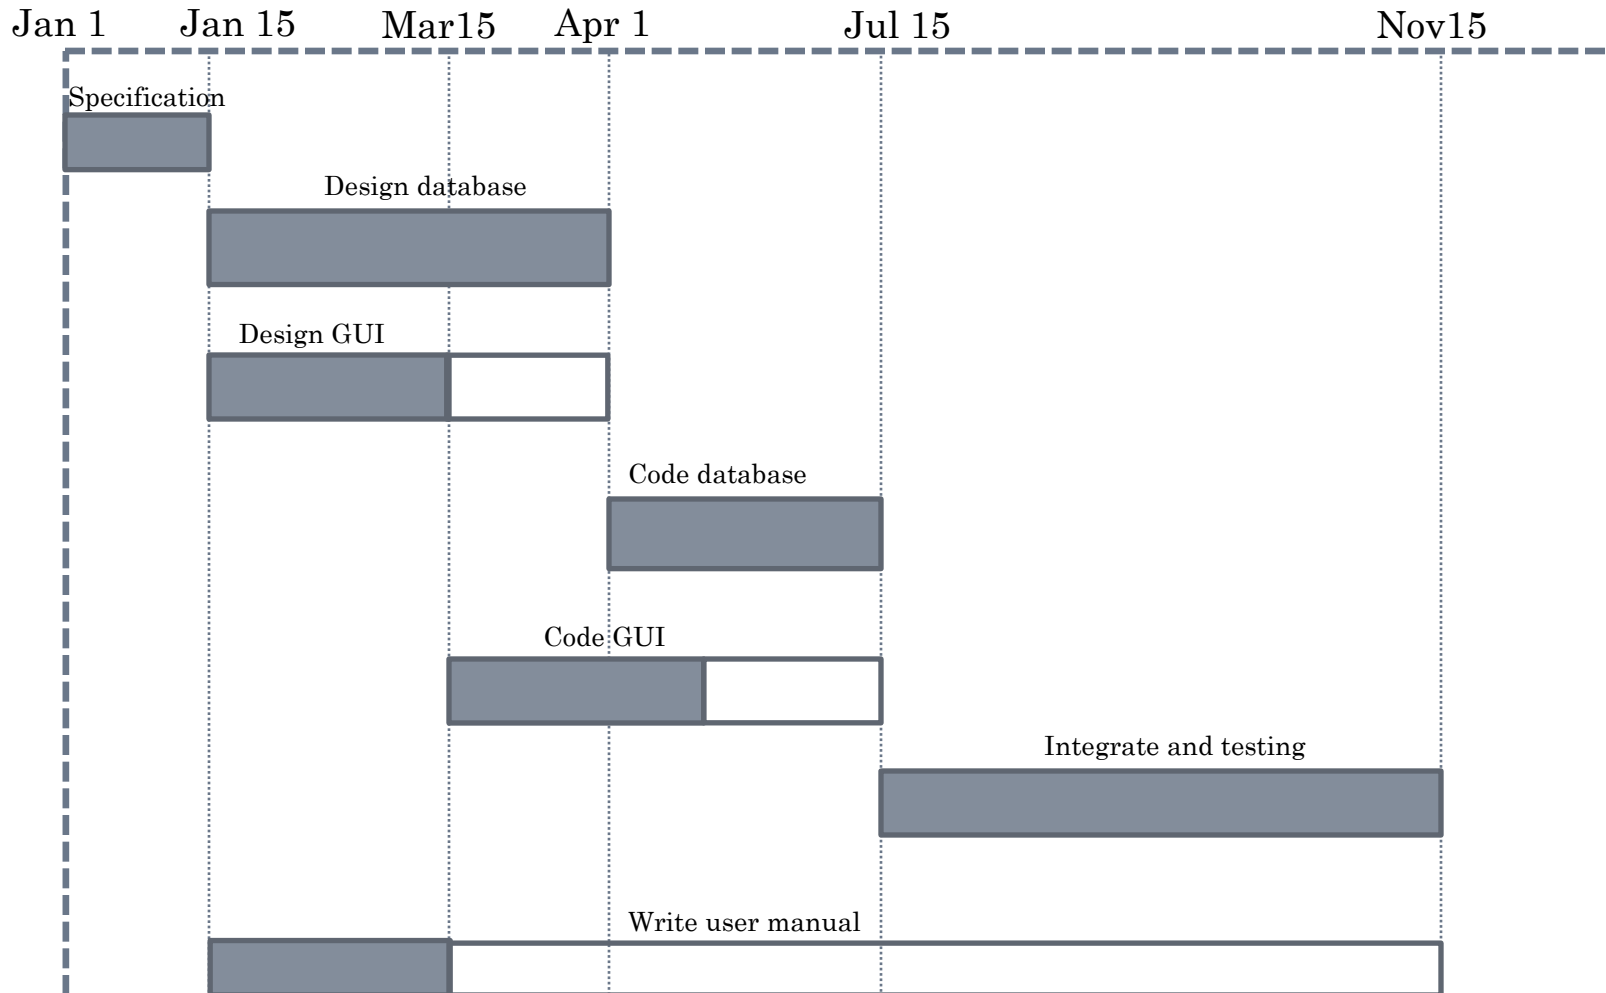 Jan 1 Jan 15 Mar15 Apr 1 Jul 15 Nov15
Specification
Design database
Design GUI
Code database
Code GUI
Integrate and testing
Write user manual